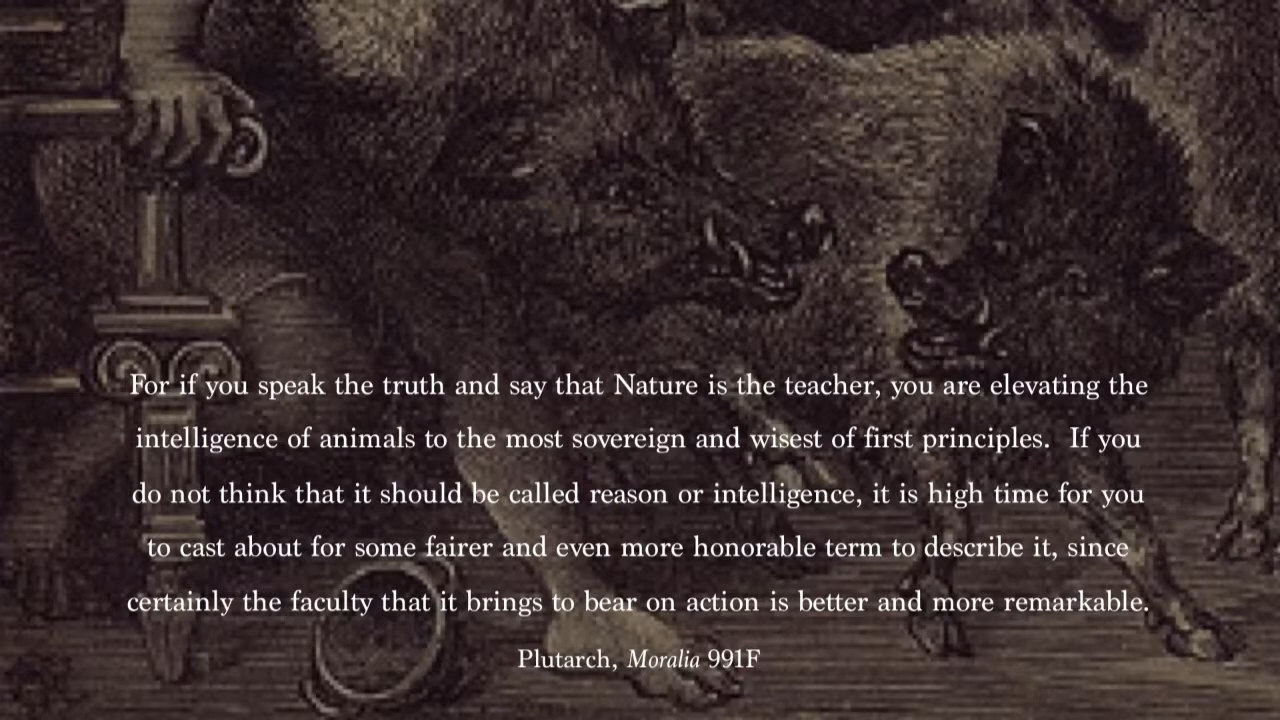 For if you speak the truth and say that Nature is the teacher, you are elevating the
intelligence of animals to the most sovereign and wisest of first principles.  If you
do not think that it should be called reason or intelligence, it is high time for you
to cast about for some fairer and even more honorable term to describe it, since
certainly the faculty that it brings to bear on action is better and more remarkable.
Plutarch, Moralia 991F